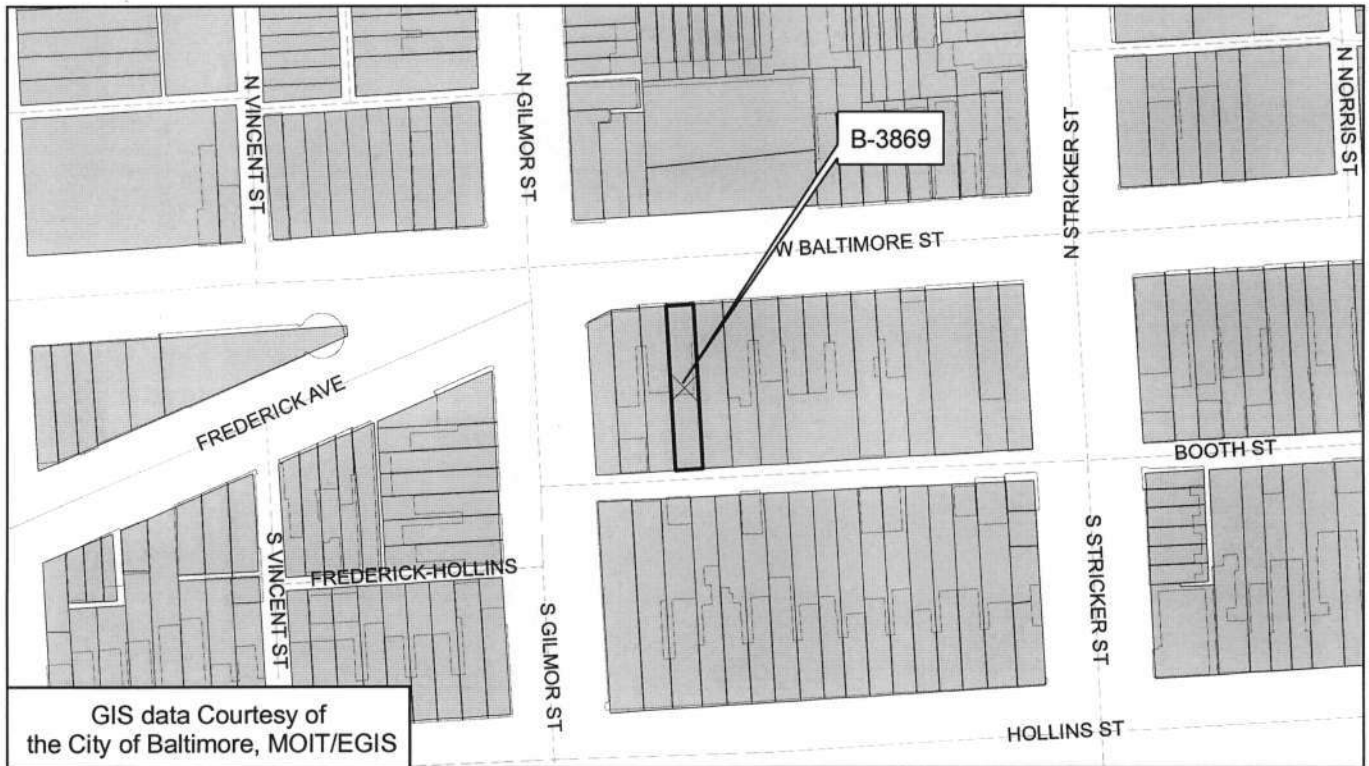 N VINCENT ST
N GILMOR ST
N STRICKER ST
N NORRIS ST
B-3869
W BALTIMORE ST
FREDERICK AVE
BOOTH ST
S VINCENT ST
FREDERICK-HOLLINS
S GILMOR ST
S STRICKER ST
HOLLINS ST
GIS data Courtesy of
the City of Baltimore, MOIT/EGIS